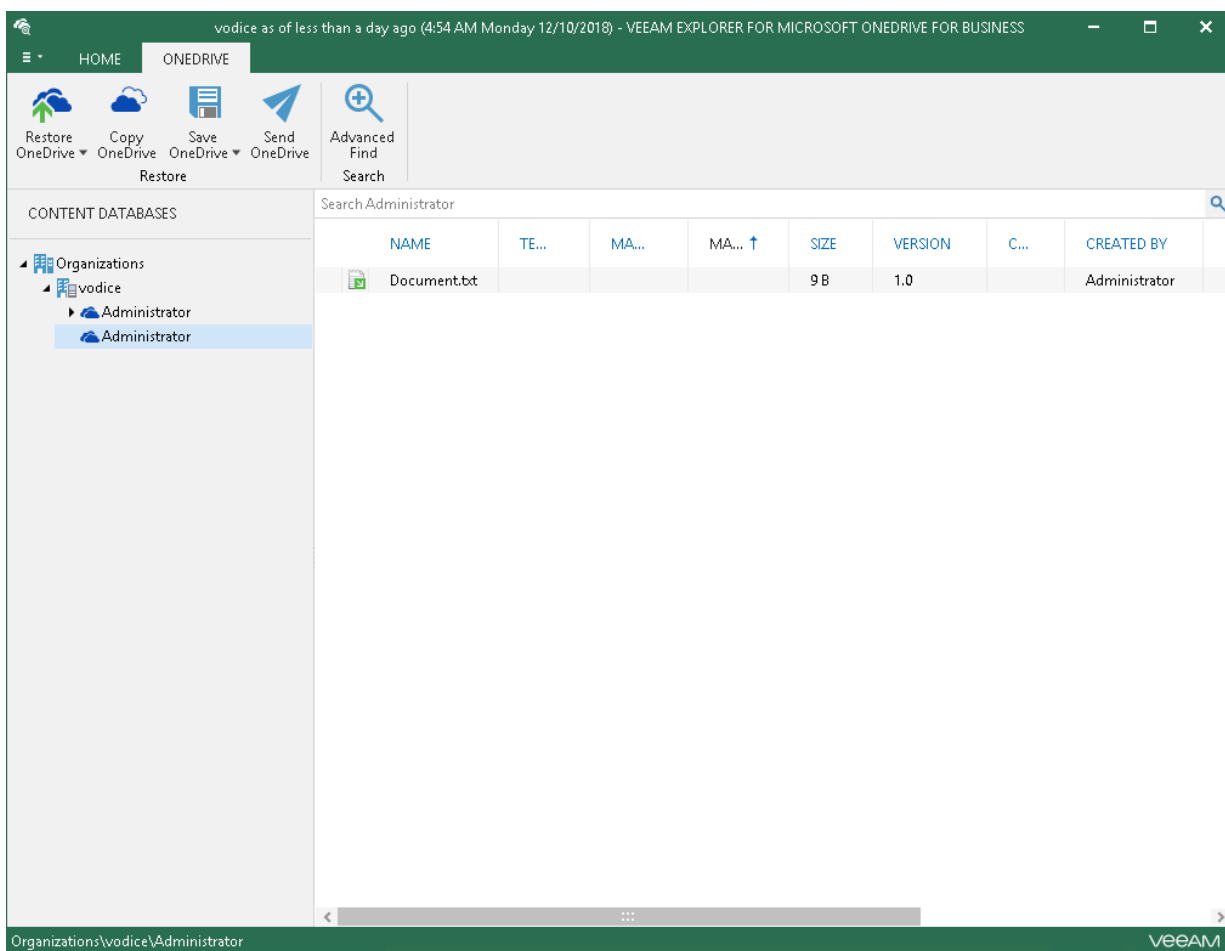 vodice as of less than a day ago (4:54 AM Monday 12/10/2018) - VEEAM EXPLORER FOR MICROSOFT ONEDRIVE FOR BUSINESS
HOME ONEDRIVE
Restore OneDrive
Copy OneDrive
Save OneDrive
Send OneDrive
Advanced Find
Restore Search
CONTENT DATABASES
Search Administrator
NAME TE... MA... MA... SIZE VERSION C... CREATED BY
Document.txt 9 B 1.0 Administrator
Organizations
vodice
Administrator
Administrator
Organizations\vodice\Administrator
VEEAM